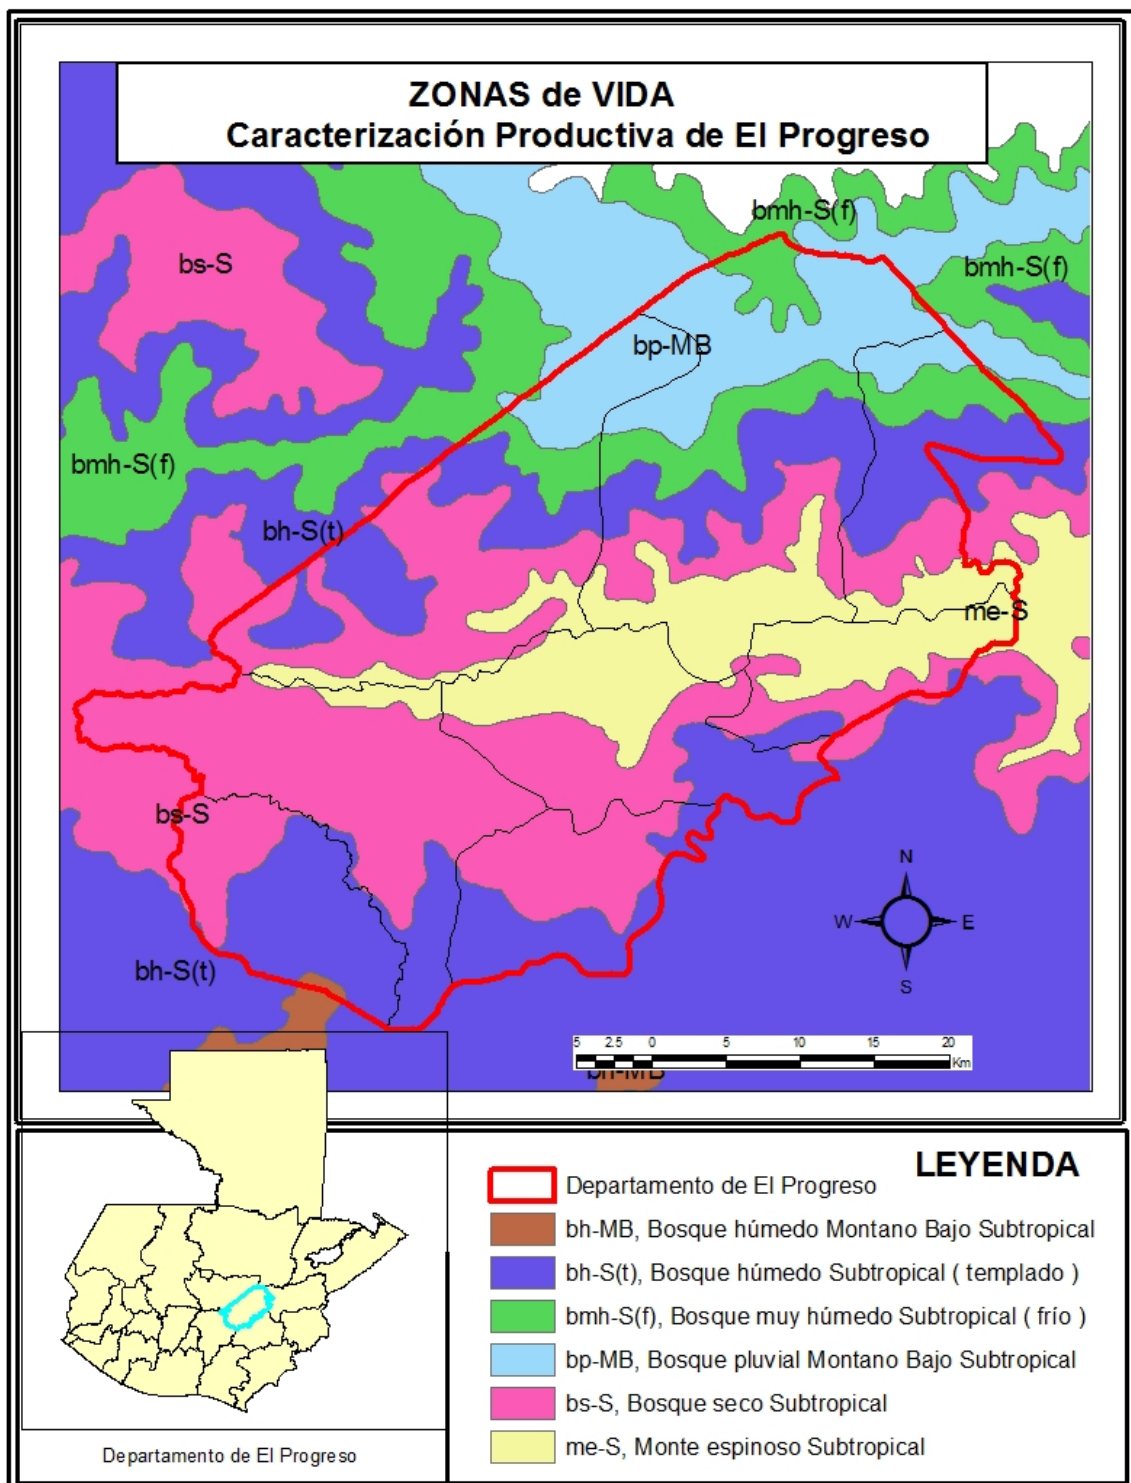 ZONAS de VIDA
Caracterización Productiva de El Progreso
bmh-S(f)
bs-S
bmh-S(f)
bp-MB
bmh-S(f)
bh-S(t)
me-S
bs-S
N
W E
S
bh-S(t)
5 2.5 0 5 10 15 20
Km
bh-MB
LEYENDA
Departamento de El Progreso
bh-MB, Bosque húmedo Montano Bajo Subtropical
bh-S(t), Bosque húmedo Subtropical ( templado )
bmh-S(f), Bosque muy húmedo Subtropical ( frío )
bp-MB, Bosque pluvial Montano Bajo Subtropical
bs-S, Bosque seco Subtropical
me-S, Monte espinoso Subtropical
Departamento de El Progreso